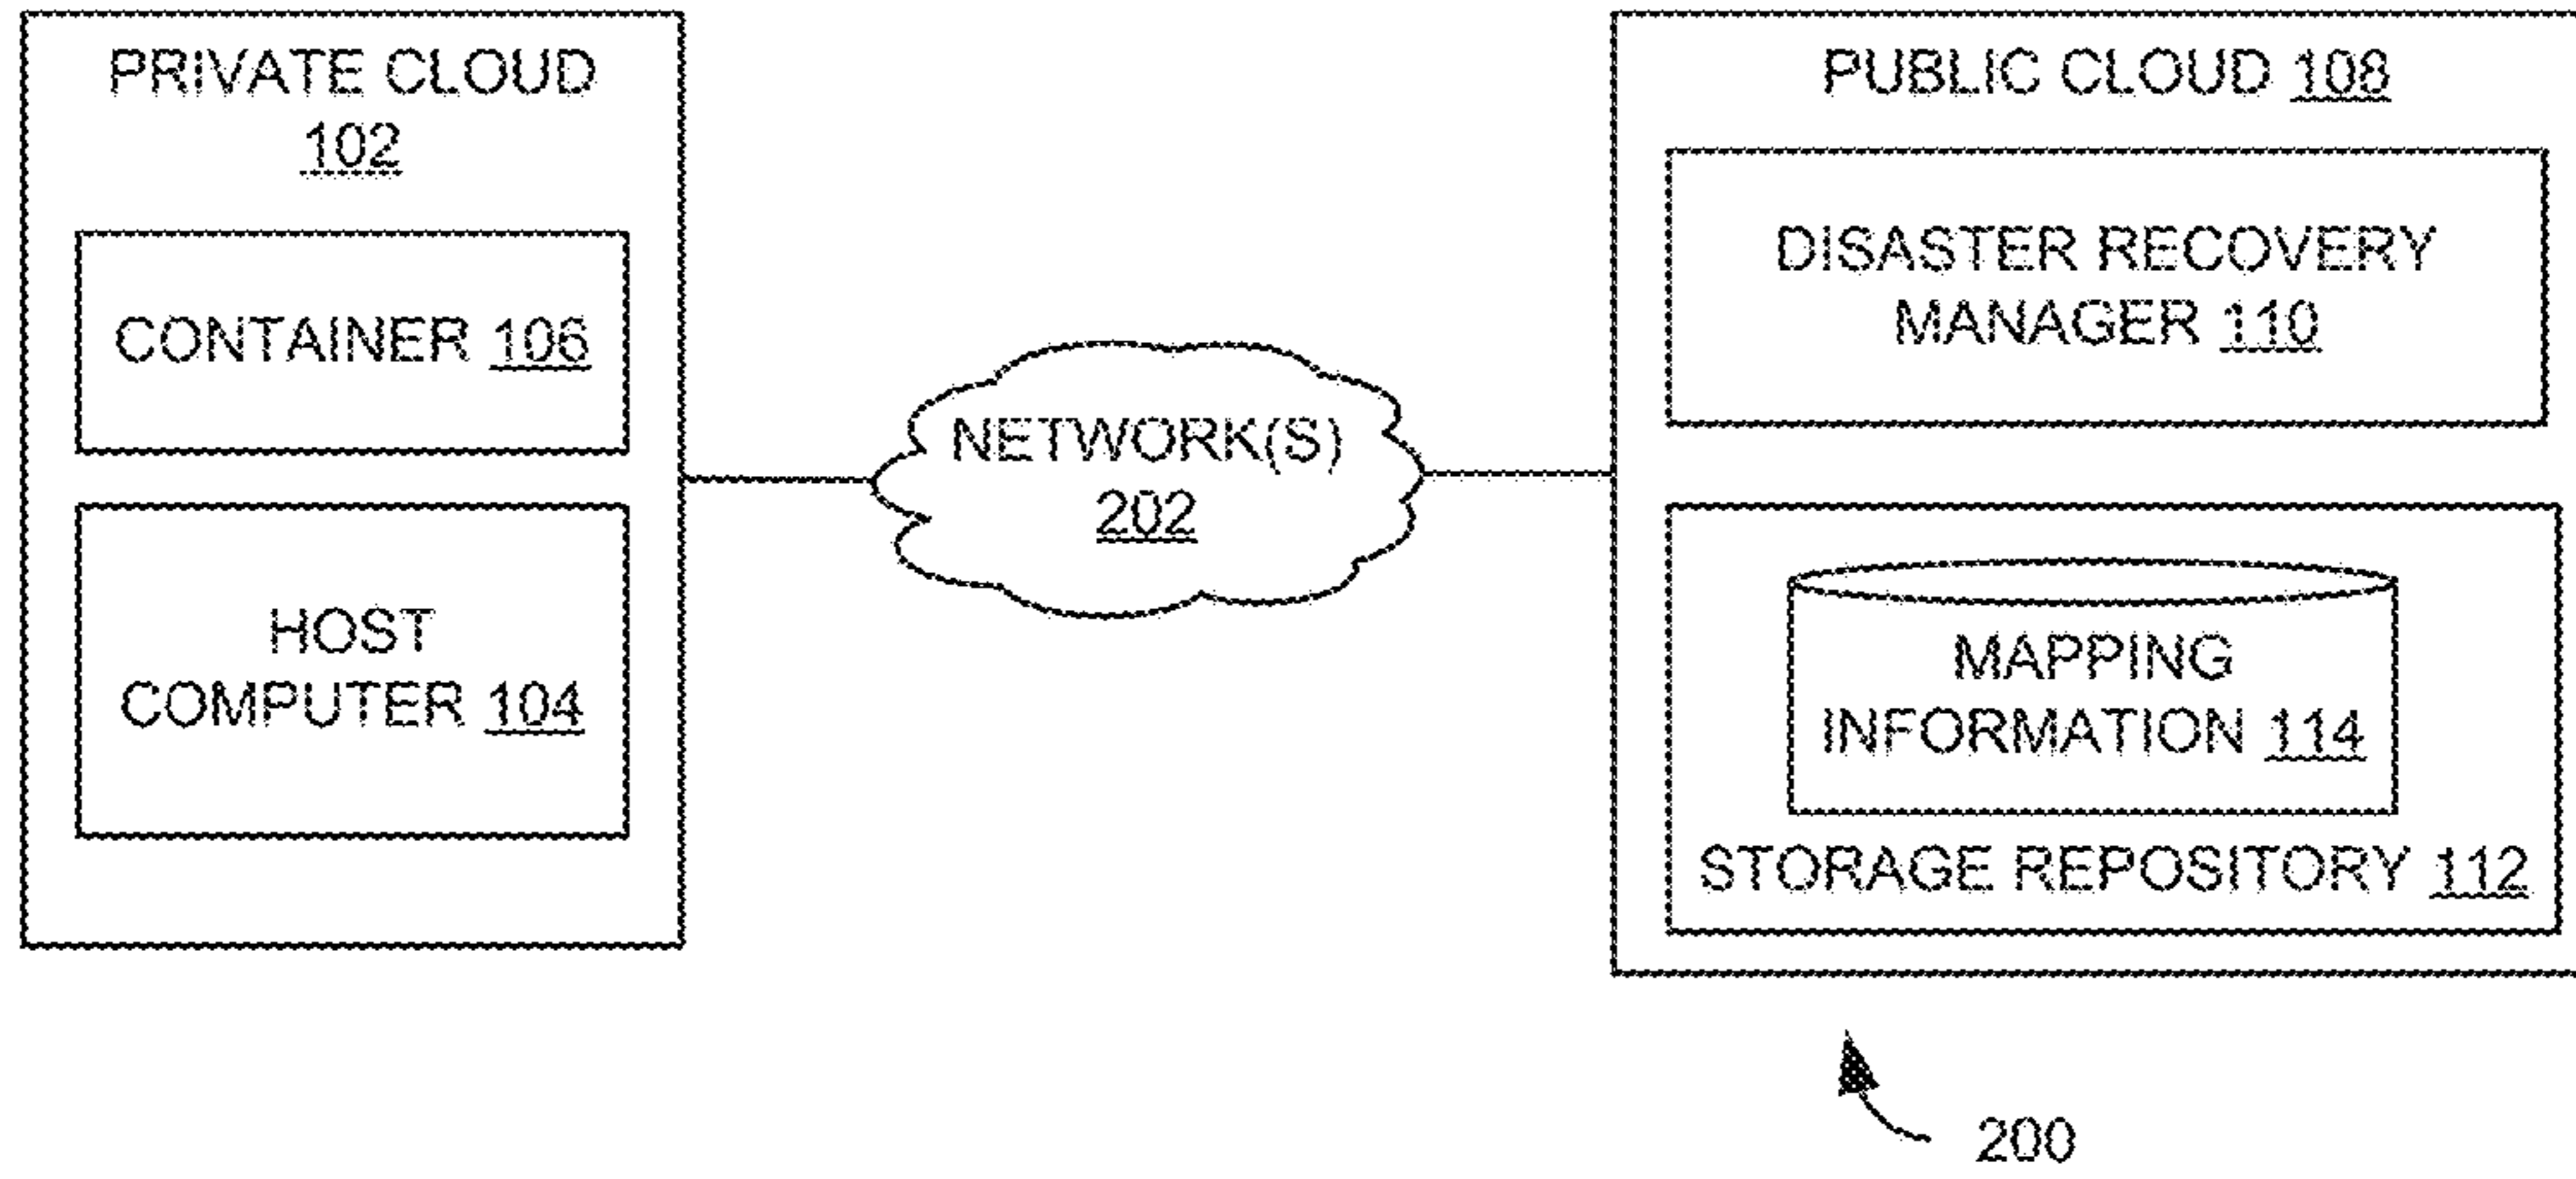 PRIVATE CLOUD
102
CONTAINER 106
HOST
COMPUTER 104
NETWORK(S)
202
PUBLIC CLOUD 108
DISASTER RECOVERY
MANAGER 110
MAPPING
INFORMATION 114
STORAGE REPOSITORY 112
200